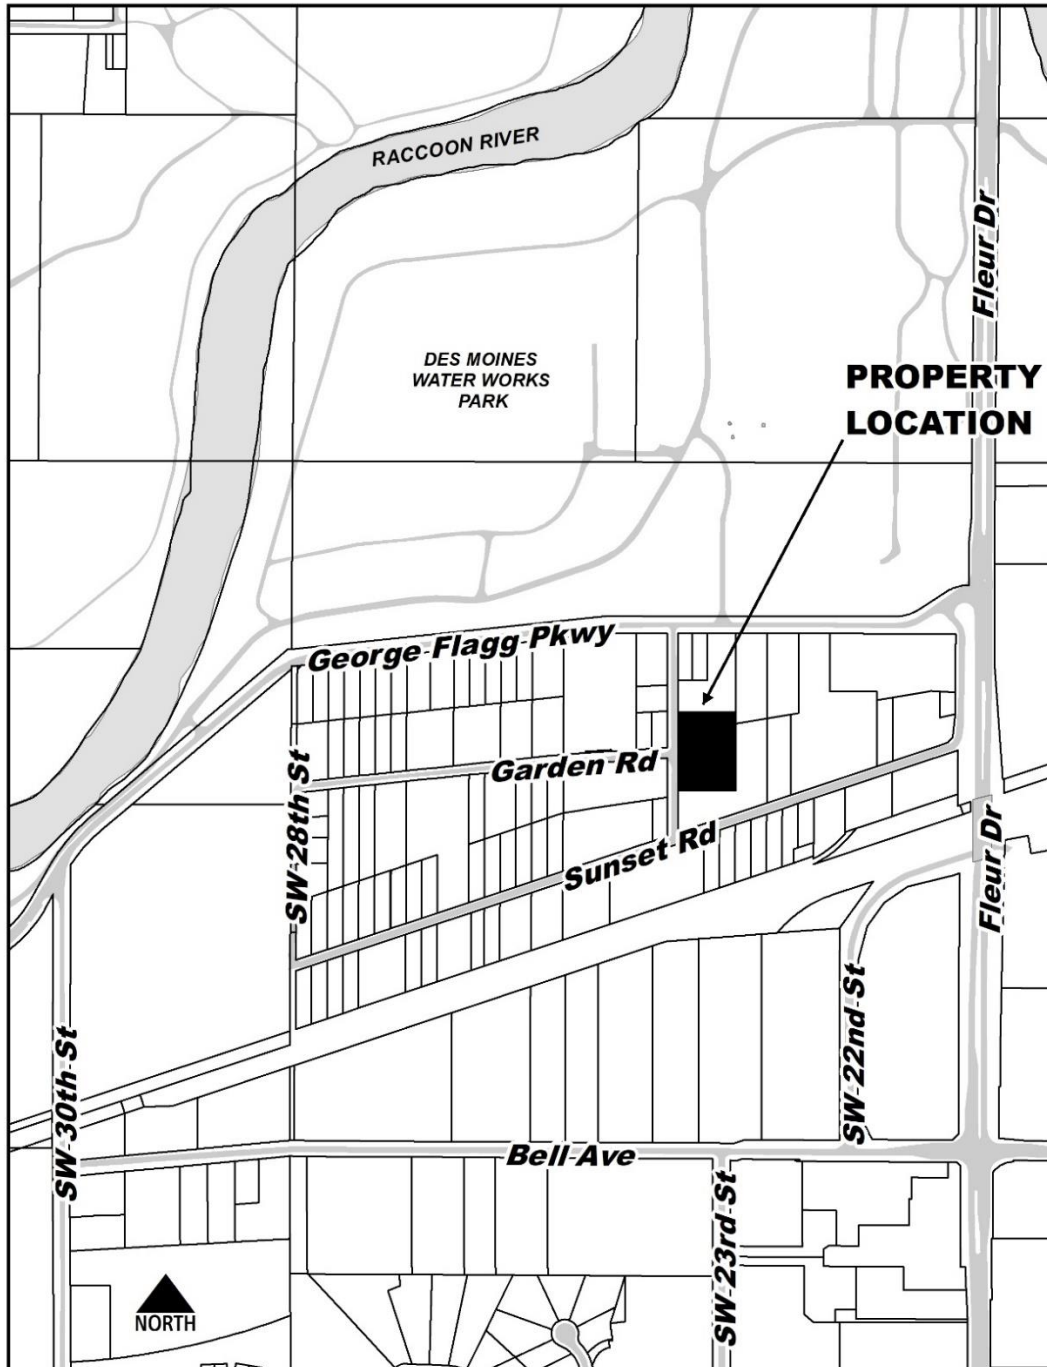 RACCOON RIVER
Fleur Dr
DES MOINES
WATER WORKS
PARK
PROPERTY
LOCATION
George Flagg Pkwy
Garden Rd
SW 28th St
Sunset Rd
Fleur Dr
SW 22nd St
SW 30th St
Bell Ave
SW 23rd St
NORTH